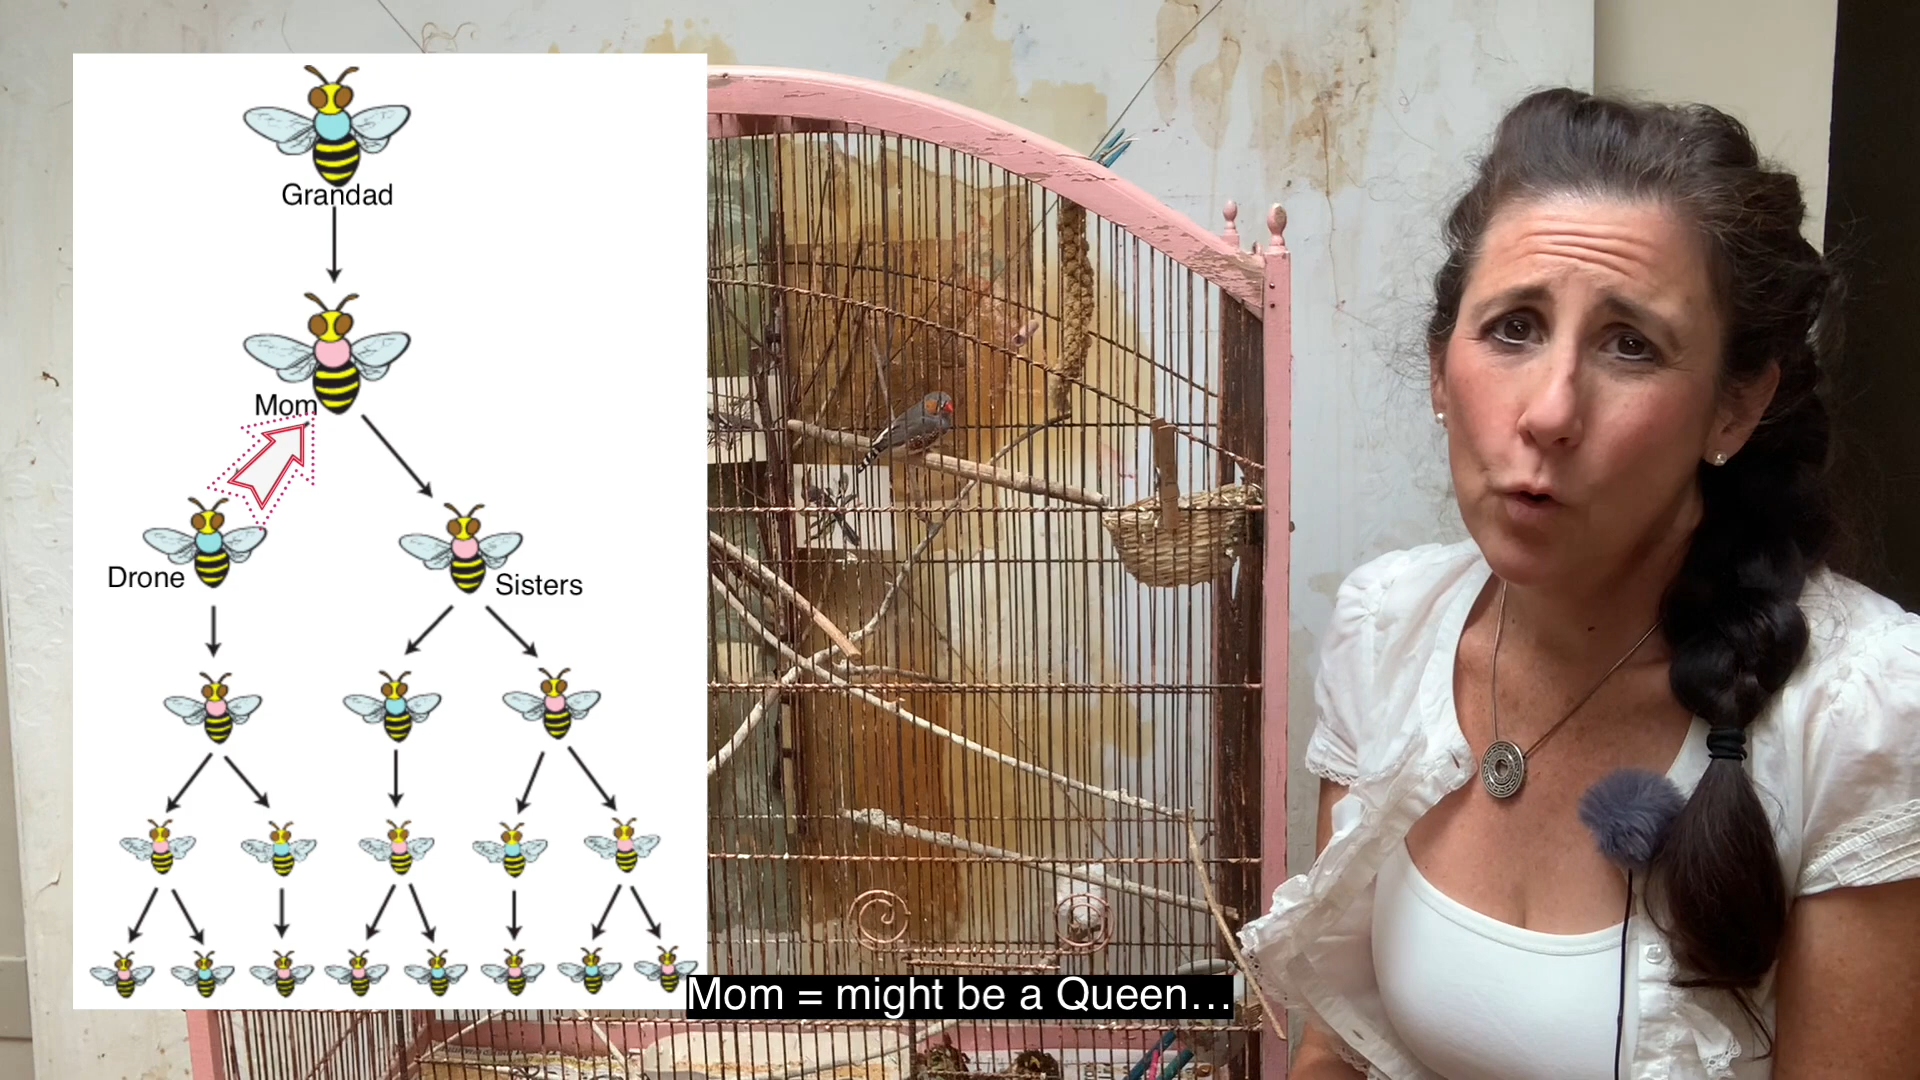 Grandad
Mom
Drone
Sisters
Mom = might be a Queen…